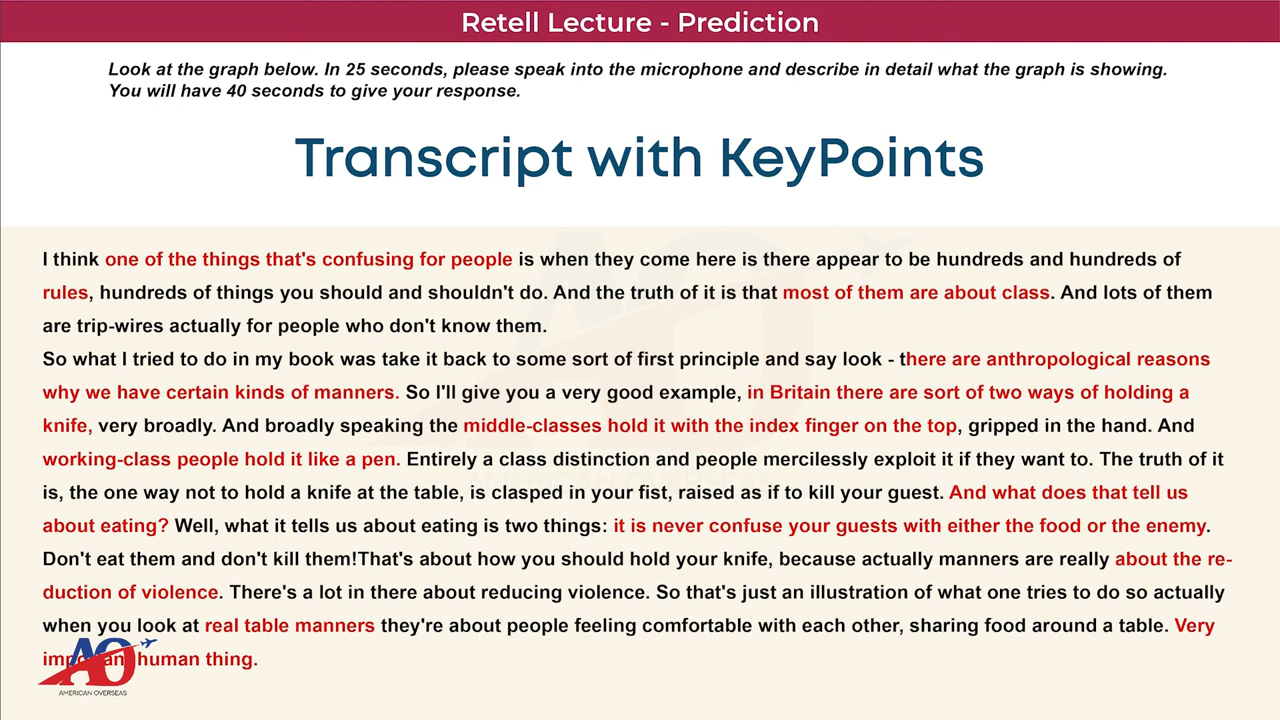 Retell Lecture - Prediction
Look at the graph below. In 25 seconds, please speak into the microphone and describe in detail what the graph is showing.
You will have 40 seconds to give your response.
Transcript with KeyPoints
I think one of the things that's confusing for people is when they come here is there appear to be hundreds and hundreds of
rules, hundreds of things you should and shouldn't do. And the truth of it is that most of them are about class. And lots of them
are trip-wires actually for people who don't know them.
So what I tried to do in my book was take it back to some sort of first principle and say look - there are anthropological reasons
why we have certain kinds of manners. So I'll give you a very good example, in Britain there are sort of two ways of holding a
knife, very broadly. And broadly speaking the middle-classes hold it with the index finger on the top, gripped in the hand. And
working-class people hold it like a pen. Entirely a class distinction and people mercilessly exploit it if they want to. The truth of it
is, the one way not to hold a knife at the table, is clasped in your fist, raised as if to kill your guest. And what does that tell us
about eating? Well, what it tells us about eating is two things: it is never confuse your guests with either the food or the enemy.
Don't eat them and don't kill them!That's about how you should hold your knife, because actually manners are really about the re-
duction of violence. There's a lot in there about reducing violence. So that's just an illustration of what one tries to do so actually
when you look at real table manners they're about people feeling comfortable with each other, sharing food around a table. Very
human thing.
AO
AMERICAN OVERSEAS